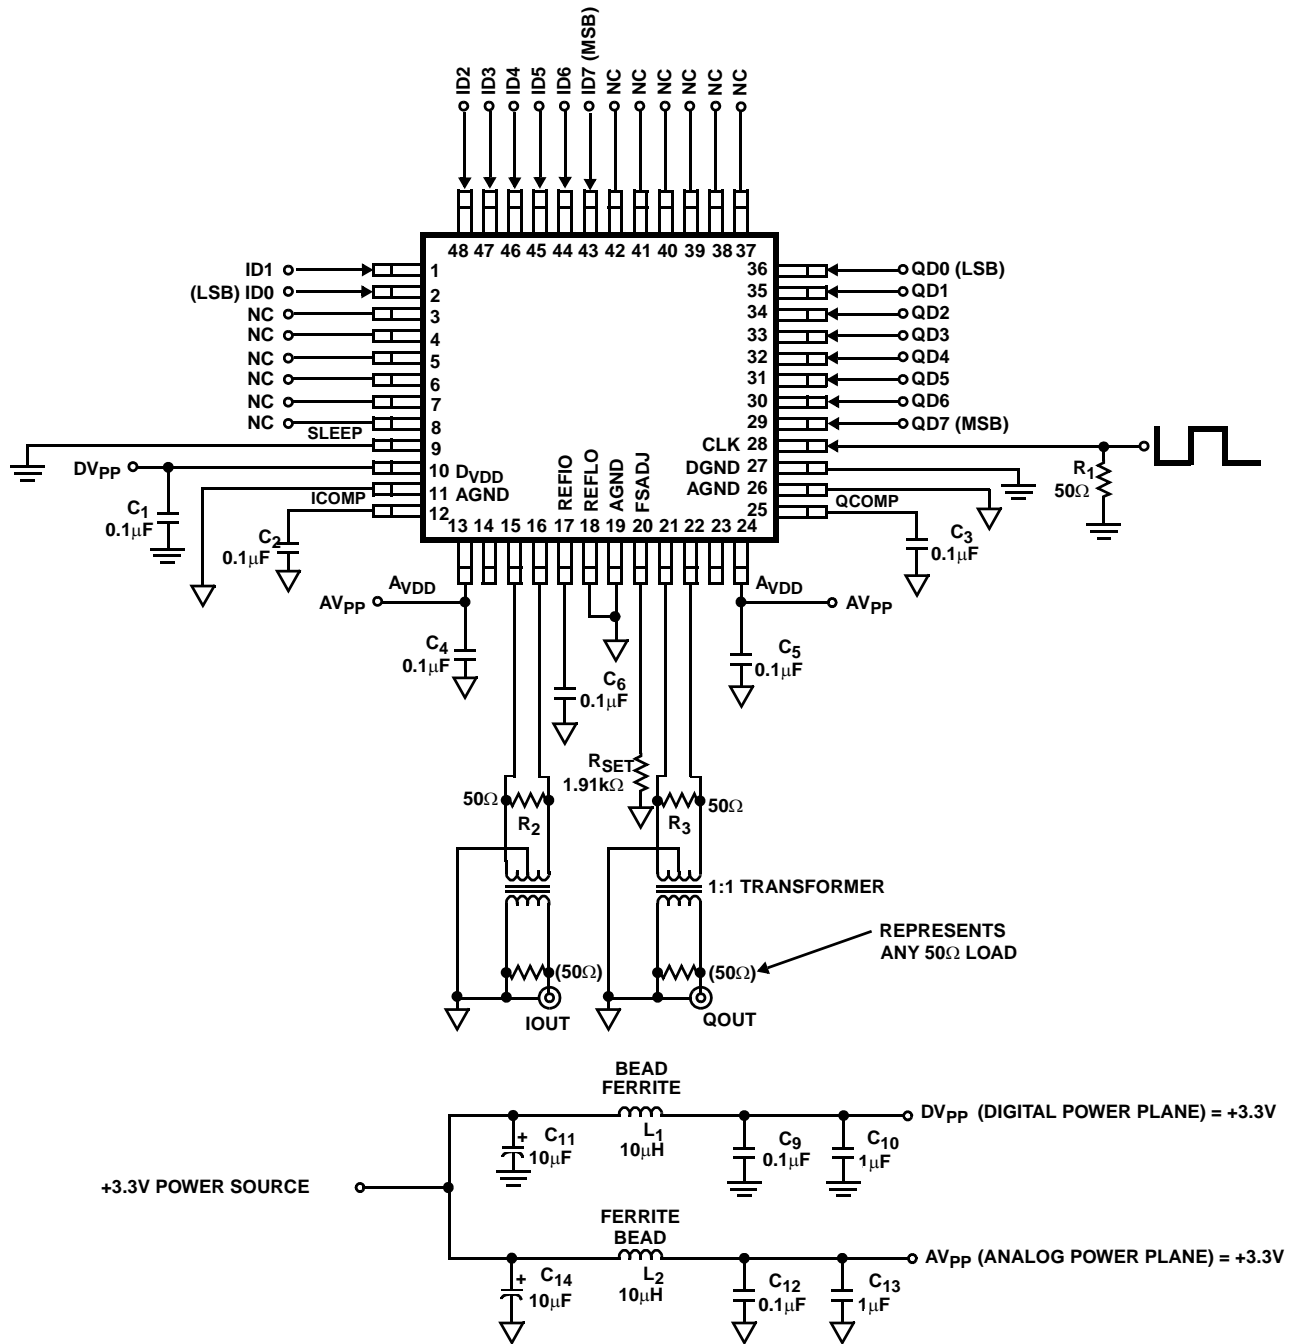 ID2
ID3
ID4
ID5
ID6
ID7 (MSB)
NC
NC
NC
NC
NC
NC
48 47 46 45 44 43 42 41 40 39 38 37
ID1
(LSB) ID0
NC
NC
NC
NC
NC
NC
SLEEP
DVPP
ICOMP
1
2
3
4
5
6
7
8
9
10 DVDD
11 AGND
12
C1
0.1µF
C2
0.1µF
36
35
34
33
32
31
30
29
CLK 28
DGND 27
AGND 26
25
QD0 (LSB)
QD1
QD2
QD3
QD4
QD5
QD6
QD7 (MSB)
R1
50Ω
QCOMP
C3
0.1µF
REFIO
REFLO
AGND
FSADJ
13 14 15 16 17 18 19 20 21 22 23 24
AVPP
AVDD
C4
0.1µF
C6
0.1µF
AVDD
AVPP
C5
0.1µF
RSET
1.91kΩ
50Ω
R2
R3
50Ω
1:1 TRANSFORMER
REPRESENTS
ANY 50Ω LOAD
(50Ω)
(50Ω)
IOUT
QOUT
BEAD
FERRITE
L1
10µH
+
C11
10µF
C9
0.1µF
C10
1µF
DVPP (DIGITAL POWER PLANE) = +3.3V
+3.3V POWER SOURCE
FERRITE
BEAD
L2
10µH
+
C14
10µF
C12
0.1µF
C13
1µF
AVPP (ANALOG POWER PLANE) = +3.3V